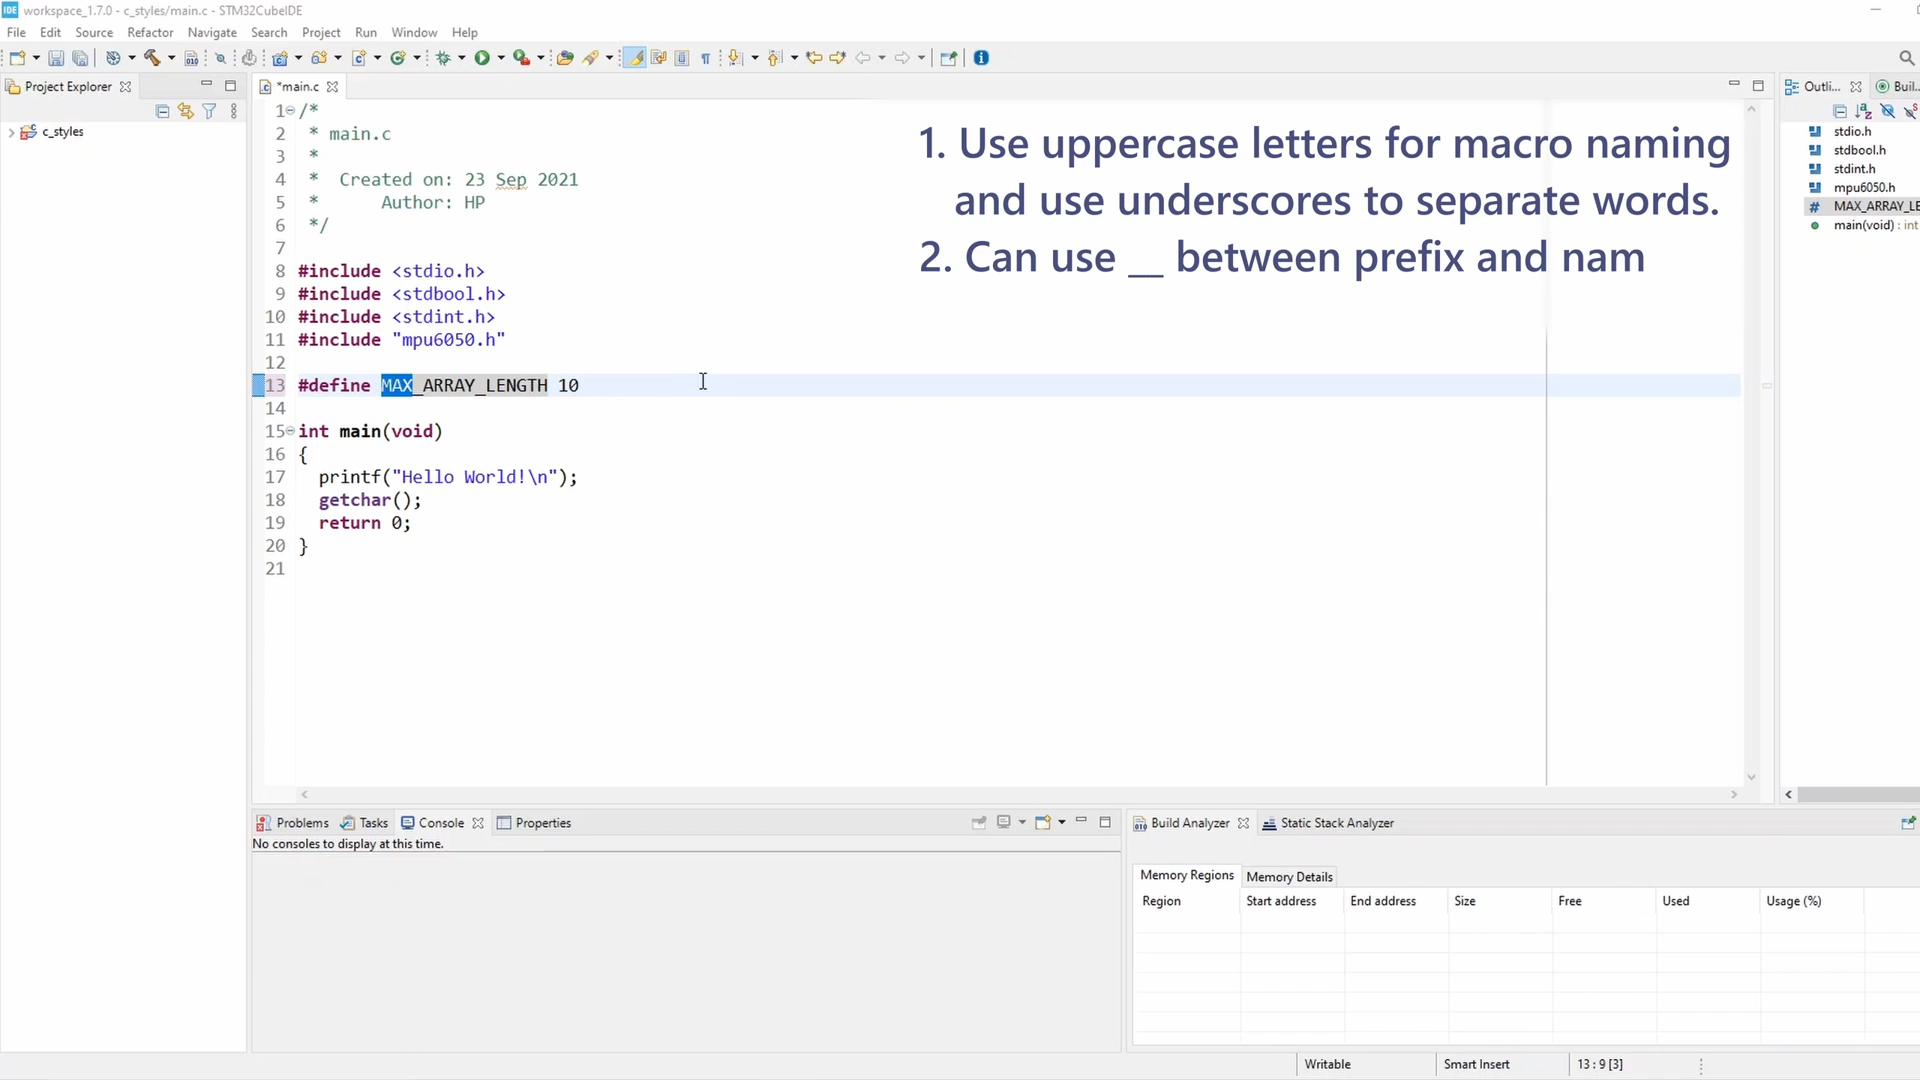 IDE workspace_1.7.0 - c_styles/main.c - STM32CubeIDE
File Edit Source Refactor Navigate Search Project Run Window Help
Project Explorer
c_styles
*main.c
1 /*
2 * main.c
3 *
4 * Created on: 23 Sep 2021
5 * Author: HP
6 */
7
8 #include <stdio.h>
9 #include <stdbool.h>
10 #include <stdint.h>
11 #include "mpu6050.h"
12
13 #define MAX_ARRAY_LENGTH 10
14
15 int main(void)
16 {
17 printf("Hello World!\n");
18 getchar();
19 return 0;
20 }
21
1. Use uppercase letters for macro naming
and use underscores to separate words.
2. Can use __ between prefix and nam
Outli... Buil...
stdio.h
stdbool.h
stdint.h
mpu6050.h
# MAX_ARRAY_LE
main(void) : int
Problems Tasks Console Properties
No consoles to display at this time.
Build Analyzer Static Stack Analyzer
Memory Regions Memory Details
Region Start address End address Size Free Used Usage (%)
Writable Smart Insert 13 : 9 [3]